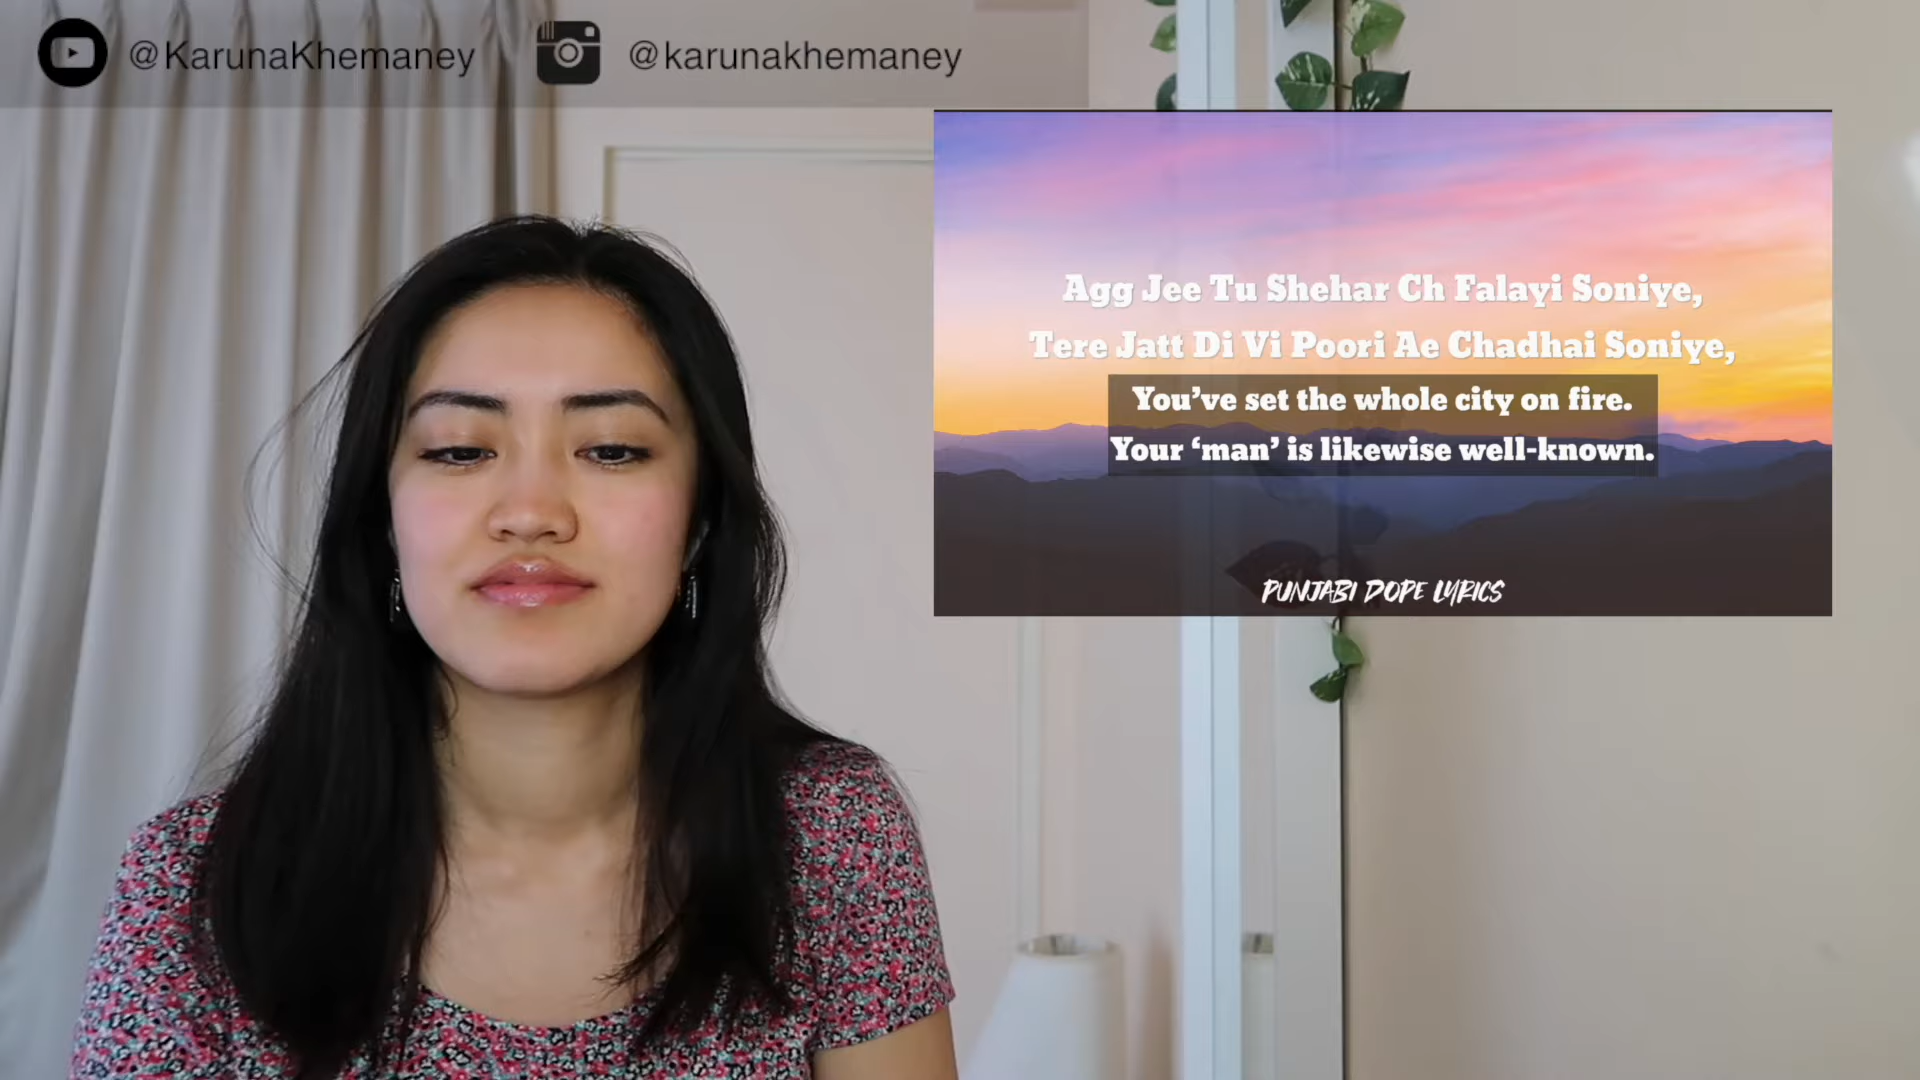 @KarunaKhemaney
@karunakhemaney
Agg Jee Tu Shehar Ch Falayi Soniye,
Tere Jatt Di Vi Poori Ae Chadhai Soniye,
You’ve set the whole city on fire.
Your ‘man’ is likewise well-known.
PUNJABI DOPE LYRICS